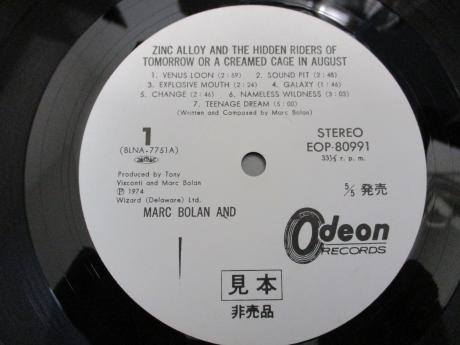 ZINC ALLOY AND THE HIDDEN RIDERS OF
TOMORROW OR A CREAMED CAGE IN AUGUST
1. VENUS LOON (2:59) 2. SOUND PIT (2:48)
3. EXPLOSIVE MOUTH (2:24) 4. GALAXY (1:46)
5. CHANGE (2:46) 6. NAMELESS WILDNESS (3:03)
7. TEENAGE DREAM (5:00)
(Written and Composed by Marc Bolan)
1
(BLNA-7751A)
STEREO
EOP-80991
33⅓ r. p. m.
Produced by Tony
Visconti and Marc Bolan
Ⓟ 1974
Wizard (Delaware) Ltd.
5/5 発売
MARC BOLAN AND
Odeon
RECORDS
見本
非売品